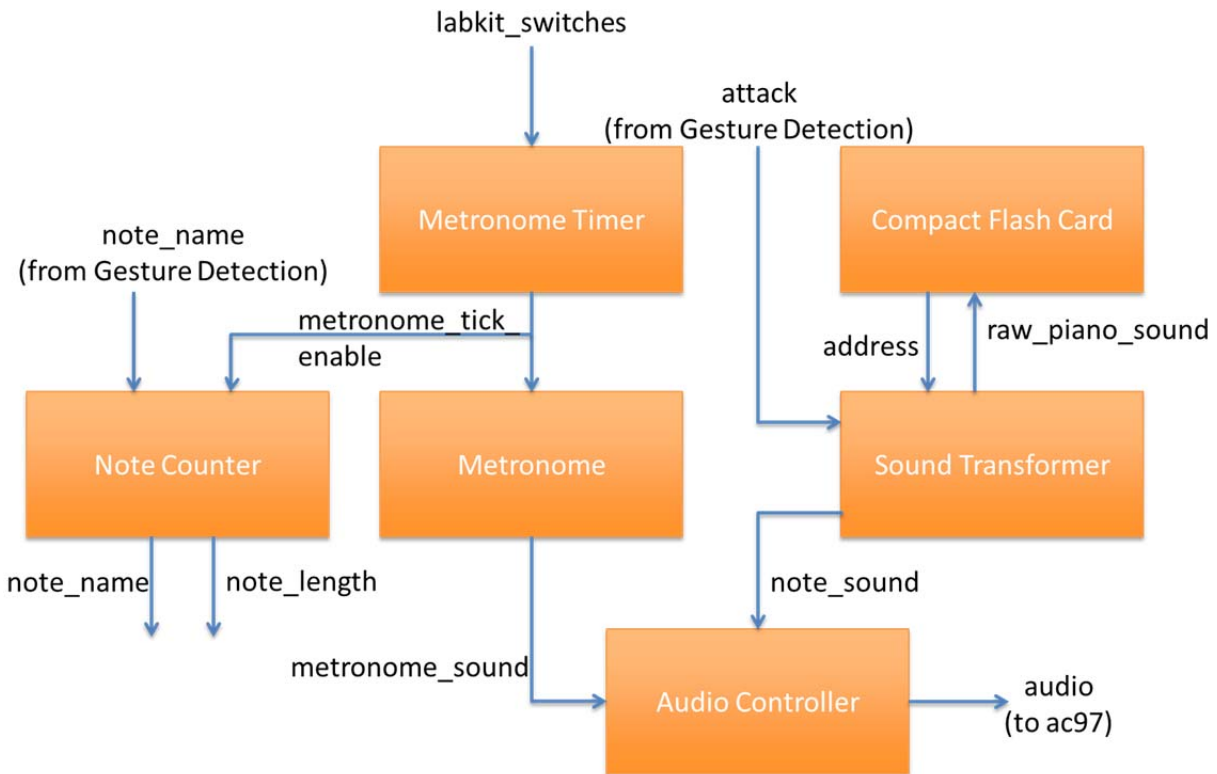 labkit_switches
attack
(from Gesture Detection)
Metronome Timer
Compact Flash Card
note_name
(from Gesture Detection)
metronome_tick_
enable
address
raw_piano_sound
Note Counter
Metronome
Sound Transformer
note_name
note_length
note_sound
metronome_sound
Audio Controller
audio
(to ac97)